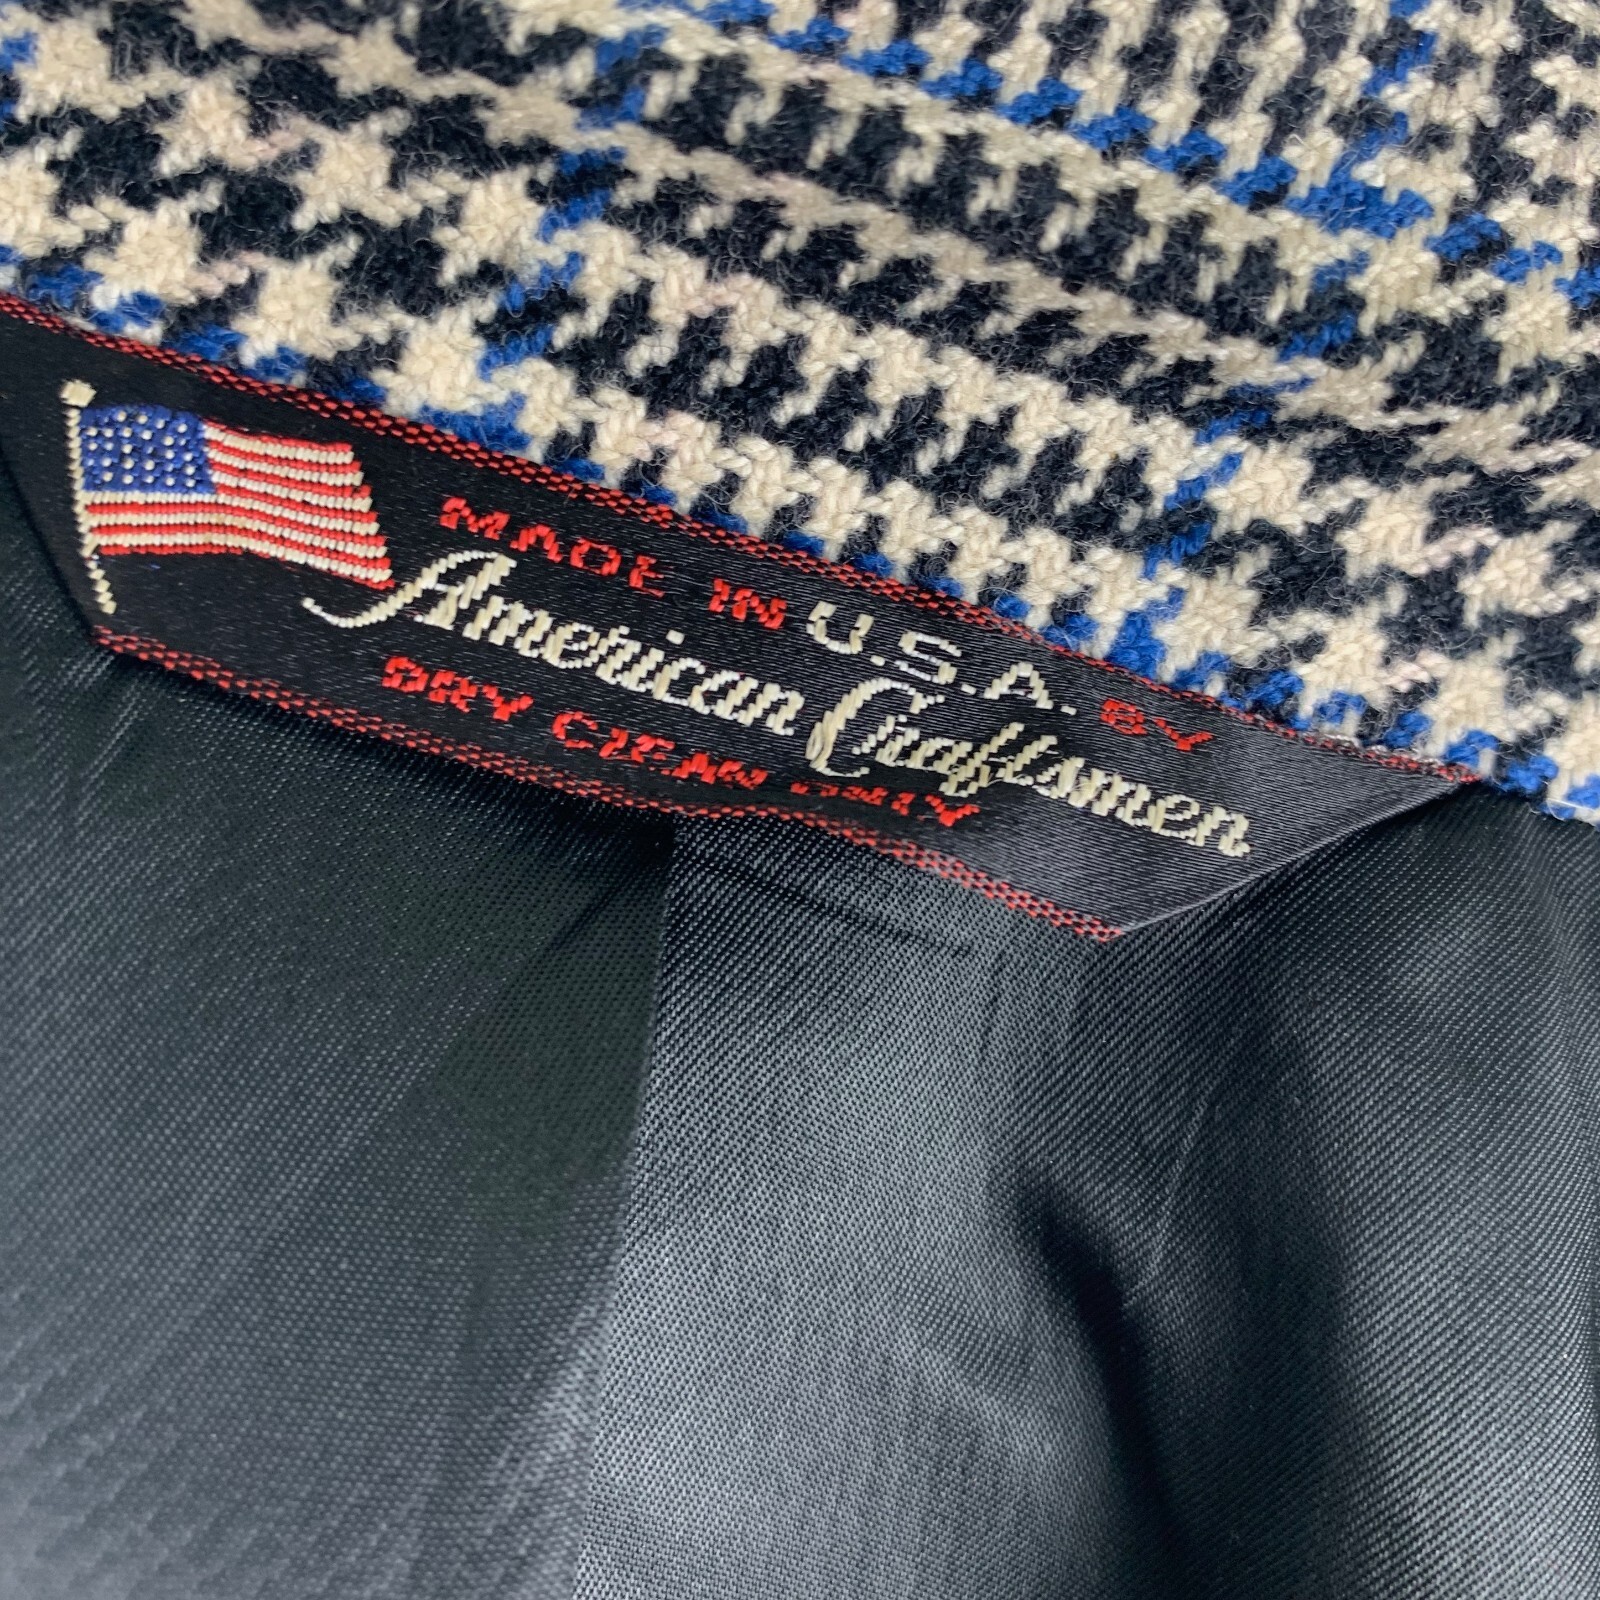 MADE IN U.S.A. BY
American Craftsmen
DRY CLEAN ONLY